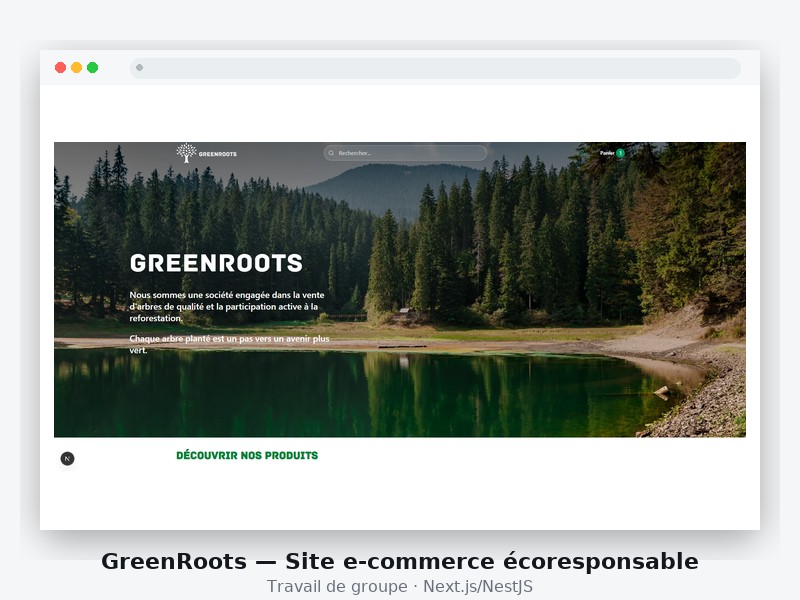 GREENROOTS
Rechercher...
Panier 1
GREENROOTS
Nous sommes une société engagée dans la vente
d'arbres de qualité et la participation active à la
reforestation.
Chaque arbre planté est un pas vers un avenir plus
vert.
N
DÉCOUVRIR NOS PRODUITS
GreenRoots — Site e-commerce écoresponsable
Travail de groupe · Next.js/NestJS